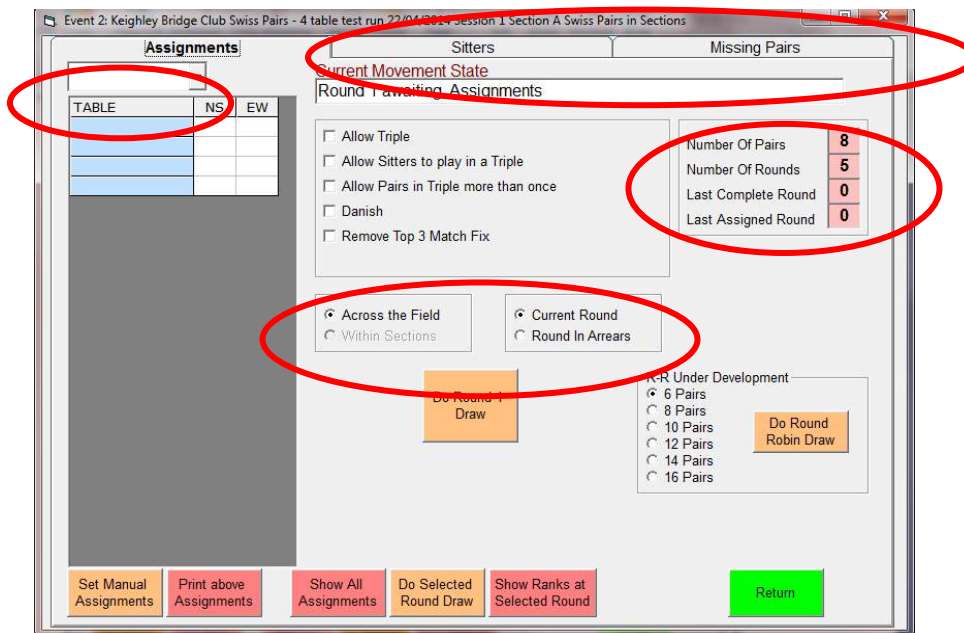 Event 2: Keighley Bridge Club Swiss Pairs - 4 table test run 22/04/2014 Session 1 Section A Swiss Pairs in Sections
Assignments
Sitters
Missing Pairs
Current Movement State
Round 1 awaiting Assignments
TABLE NS EW
Allow Triple
Allow Sitters to play in a Triple
Allow Pairs in Triple more than once
Danish
Remove Top 3 Match Fix
Number Of Pairs 8
Number Of Rounds 5
Last Complete Round 0
Last Assigned Round 0
Across the Field
Within Sections
Current Round
Round In Arrears
Do Round 1
Draw
R-R Under Development
6 Pairs
8 Pairs
10 Pairs
12 Pairs
14 Pairs
16 Pairs
Do Round
Robin Draw
Set Manual
Assignments
Print above
Assignments
Show All
Assignments
Do Selected
Round Draw
Show Ranks at
Selected Round
Return